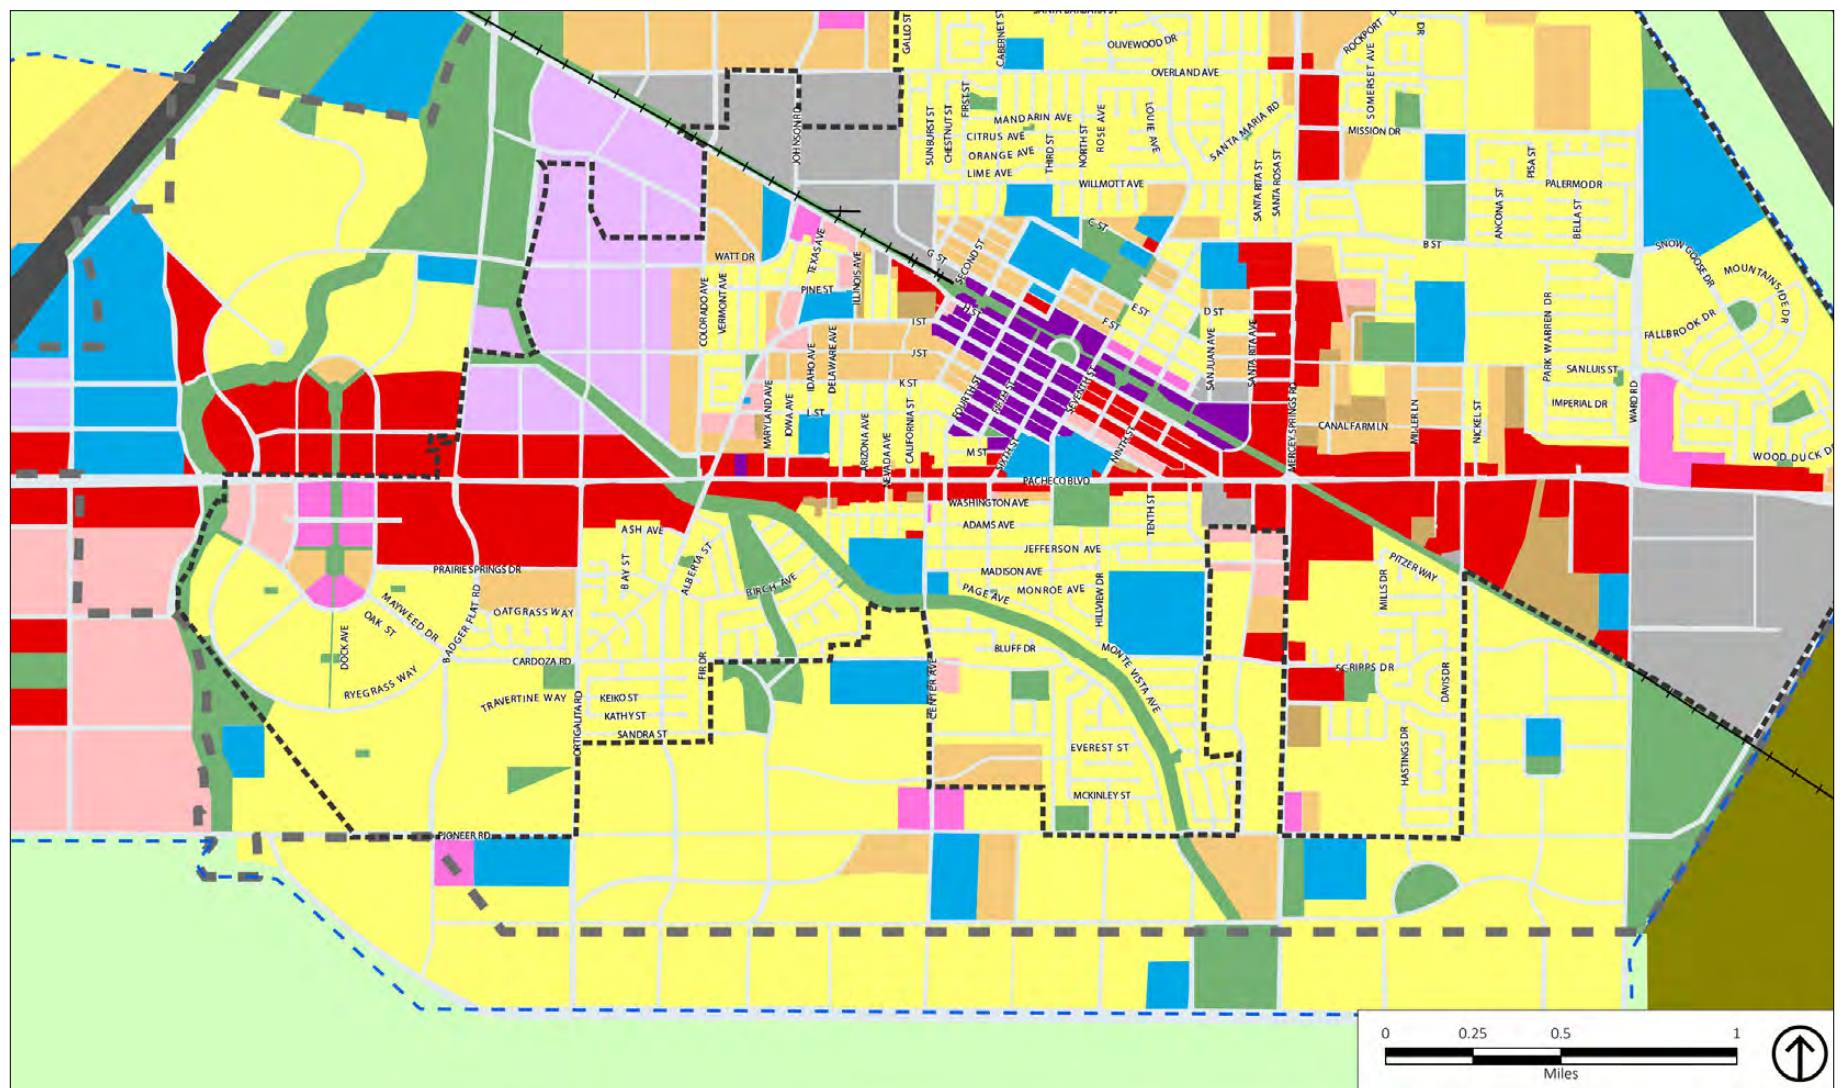 SANTA BARBARA ST
GALLO ST
CABERNET ST
OLIVEWOOD DR
ROCKPORT
DR
SOMERSET AVE
OVERLAND AVE
FIRST ST
SUNBURST ST
CHESTNUT ST
MANDARIN AVE
CITRUS AVE
ORANGE AVE
LIME AVE
THIRD ST
NORTH ST
ROSE AVE
LOUIE AVE
SANTA MARIA RD
MISSION DR
JOHNSON RD
WILLMOTT AVE
SANTA RITA ST
SANTA ROSA ST
PISA ST
PALERMO DR
ANCONA ST
BELLA ST
C ST
B ST
G ST
SECOND ST
TEXAS AVE
ILLINOIS AVE
WATT DR
PINE ST
COLORADO AVE
VERMONT AVE
SNOW GOOSE DR
MOUNTAINSIDE DR
FALLBROOK DR
H ST
I ST
J ST
K ST
L ST
M ST
E ST
F ST
D ST
SAN JUAN AVE
SANTA RITA AVE
PARK WARREN DR
SAN LUIS ST
IMPERIAL DR
WARD RD
IDAHO AVE
DELAWARE AVE
MARYLAND AVE
IOWA AVE
ARIZONA AVE
NEVADA AVE
CALIFORNIA ST
FOURTH ST
FIFTH ST
SIXTH ST
SEVENTH ST
NINTH ST
MERCEY SPRINGS RD
CANAL FARM LN
MILLER LN
NICKEL ST
WOOD DUCK D
PACHECO BLVD
WASHINGTON AVE
ADAMS AVE
TENTH ST
JEFFERSON AVE
MADISON AVE
MONROE AVE
PAGE AVE
HILLVIEW DR
ASH AVE
BAY ST
ALBERTA ST
BIRCH AVE
PRAIRIE SPRINGS DR
OATGRASS WAY
MAYWEED DR
OAK ST
DOCK AVE
BADGER FLAT RD
RYEGRASS WAY
CARDOZA RD
TRAVERTINE WAY
KEIKO ST
KATHY ST
SANDRA ST
FIR DR
ORTIGALITA RD
CENTER AVE
BLUFF DR
MONTE VISTA AVE
EVEREST ST
MCKINLEY ST
PITZER WAY
MILLS DR
SCRIPPS DR
DAVIS DR
HASTINGS DR
PIONEER RD
0 0.25 0.5 1
Miles